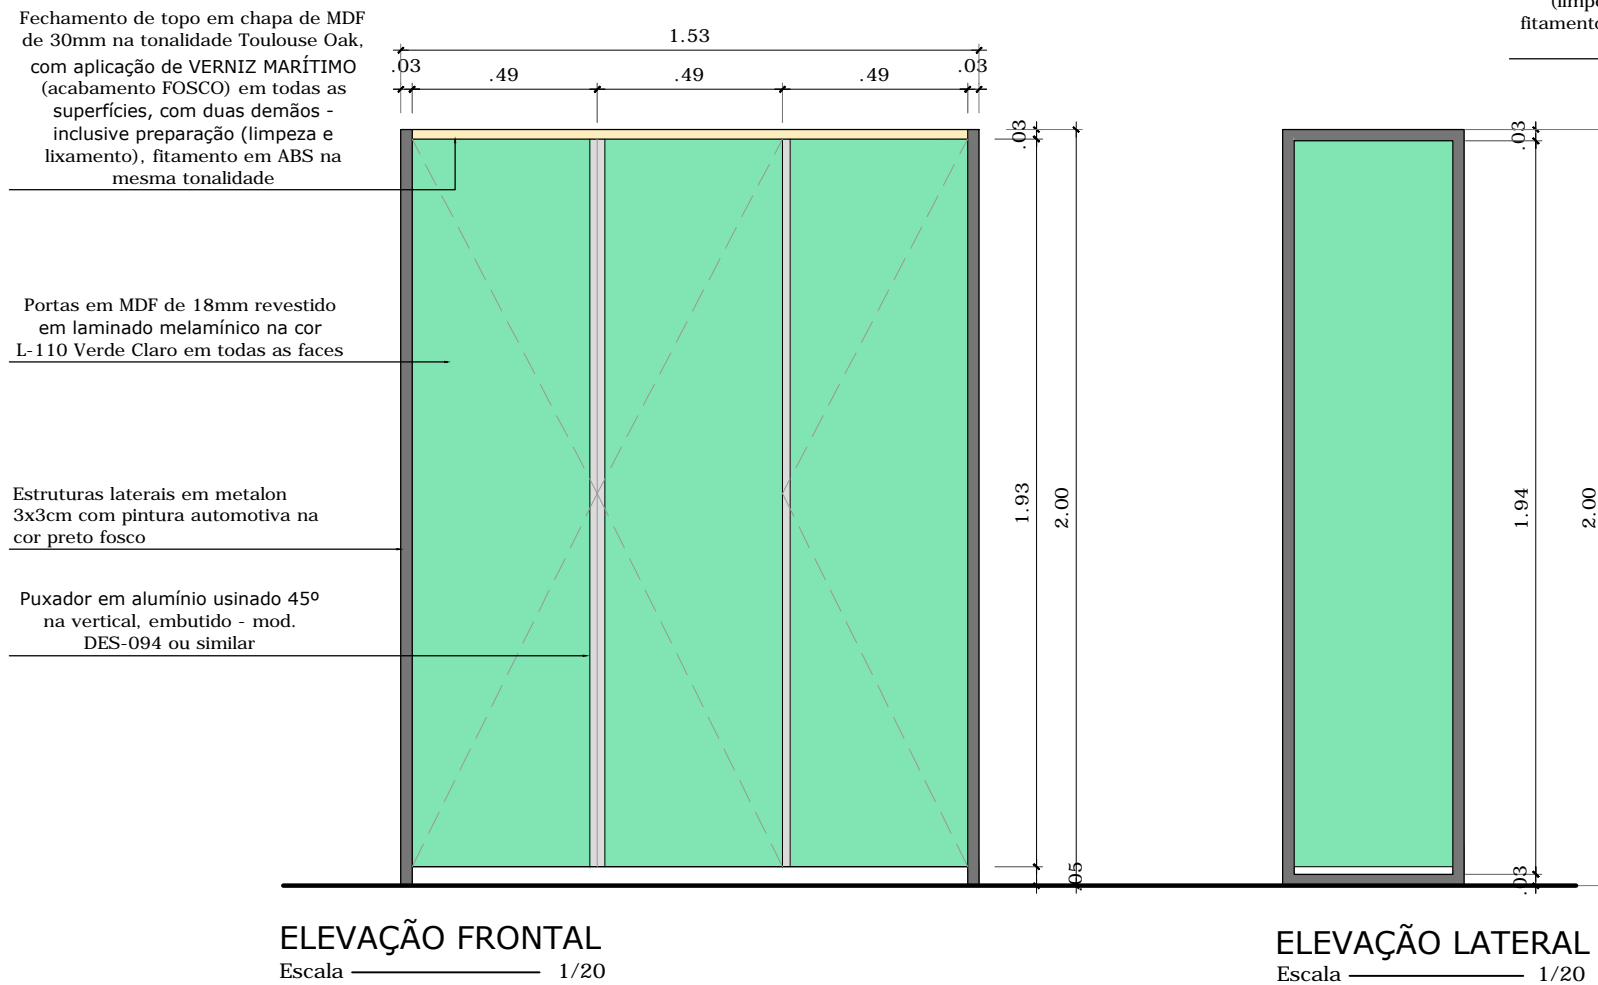 Fechamento de topo em chapa de MDF
de 30mm na tonalidade Toulouse Oak,
com aplicação de VERNIZ MARÍTIMO
(acabamento FOSCO) em todas as
superfícies, com duas demãos -
inclusive preparação (limpeza e
lixamento), fitamento em ABS na
mesma tonalidade
Portas em MDF de 18mm revestido
em laminado melamínico na cor
L-110 Verde Claro em todas as faces
Estruturas laterais em metalon
3x3cm com pintura automotiva na
cor preto fosco
Puxador em alumínio usinado 45º
na vertical, embutido - mod.
DES-094 ou similar
1.53
.03
.49
.49
.49
.03
.03
1.93
2.00
.05
ELEVAÇÃO FRONTAL
Escala 1/20
fitamento
.03
1.94
2.00
.03
ELEVAÇÃO LATERAL
Escala 1/20